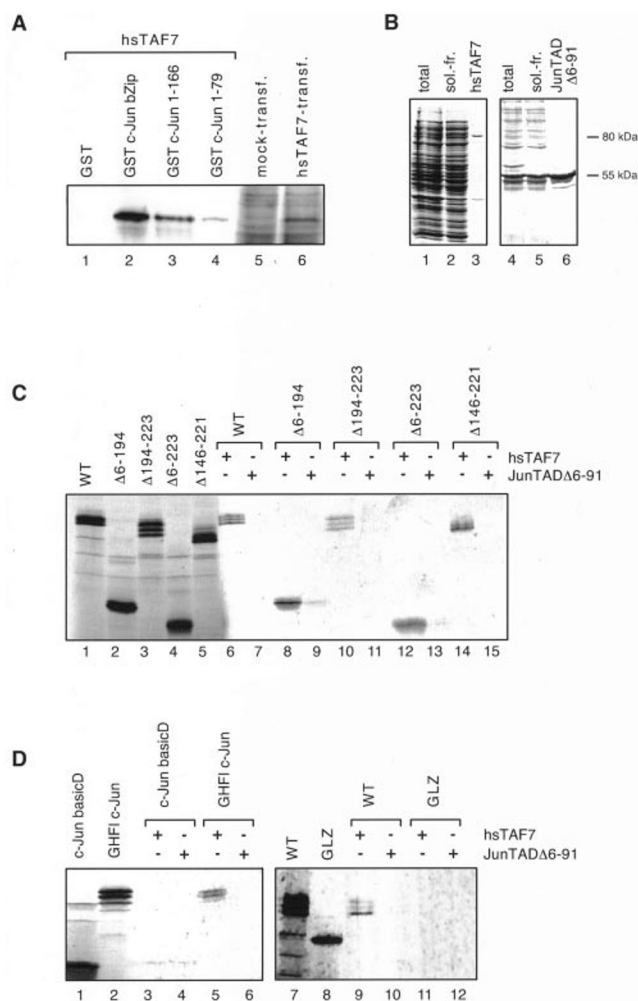 A
hsTAF7
GST
GST c-Jun bZip
GST c-Jun 1-166
GST c-Jun 1-79
mock-transf.
hsTAF7-transf.
1 2 3 4 5 6
B
total
sol.-fr.
hsTAF7
total
sol.-fr.
JunTAD
Δ6-91
80 kDa
55 kDa
1 2 3 4 5 6
C
WT
Δ6-194
Δ194-223
Δ6-223
Δ146-221
WT
Δ6-194
Δ194-223
Δ6-223
Δ146-221
+ - + - + - + - + - hsTAF7
- + - + - + - + - + JunTADΔ6-91
1 2 3 4 5 6 7 8 9 10 11 12 13 14 15
D
c-Jun basicD
GHFI c-Jun
c-Jun basicD
GHFI c-Jun
WT
GLZ
WT
GLZ
+ - + - + - + - hsTAF7
- + - + - + - + JunTADΔ6-91
1 2 3 4 5 6 7 8 9 10 11 12